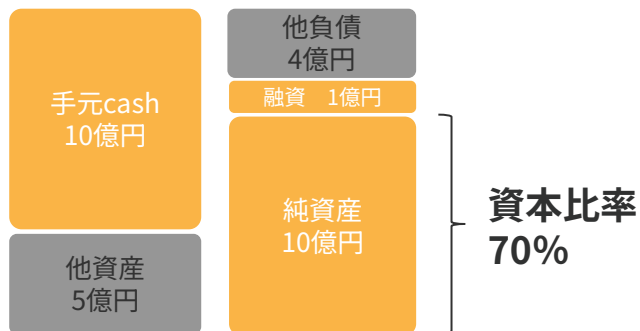 手元cash
10億円
他資産
5億円
他負債
4億円
融資　1億円
純資産
10億円
資本比率
70%